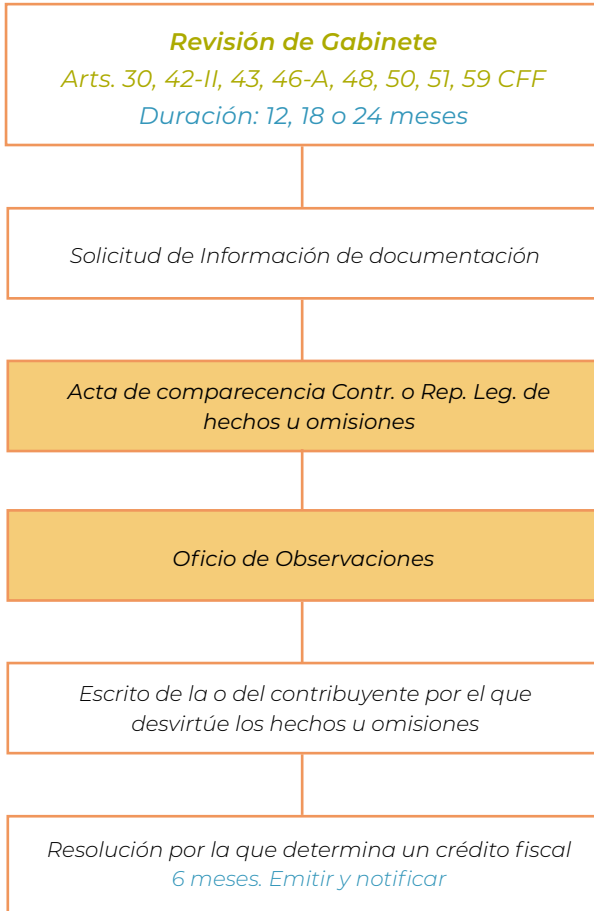 Revisión de Gabinete
Arts. 30, 42-II, 43, 46-A, 48, 50, 51, 59 CFF
Duración: 12, 18 o 24 meses
Solicitud de Información de documentación
Acta de comparecencia Contr. o Rep. Leg. de
hechos u omisiones
Oficio de Observaciones
Escrito de la o del contribuyente por el que
desvirtúe los hechos u omisiones
Resolución por la que determina un crédito fiscal
6 meses. Emitir y notificar